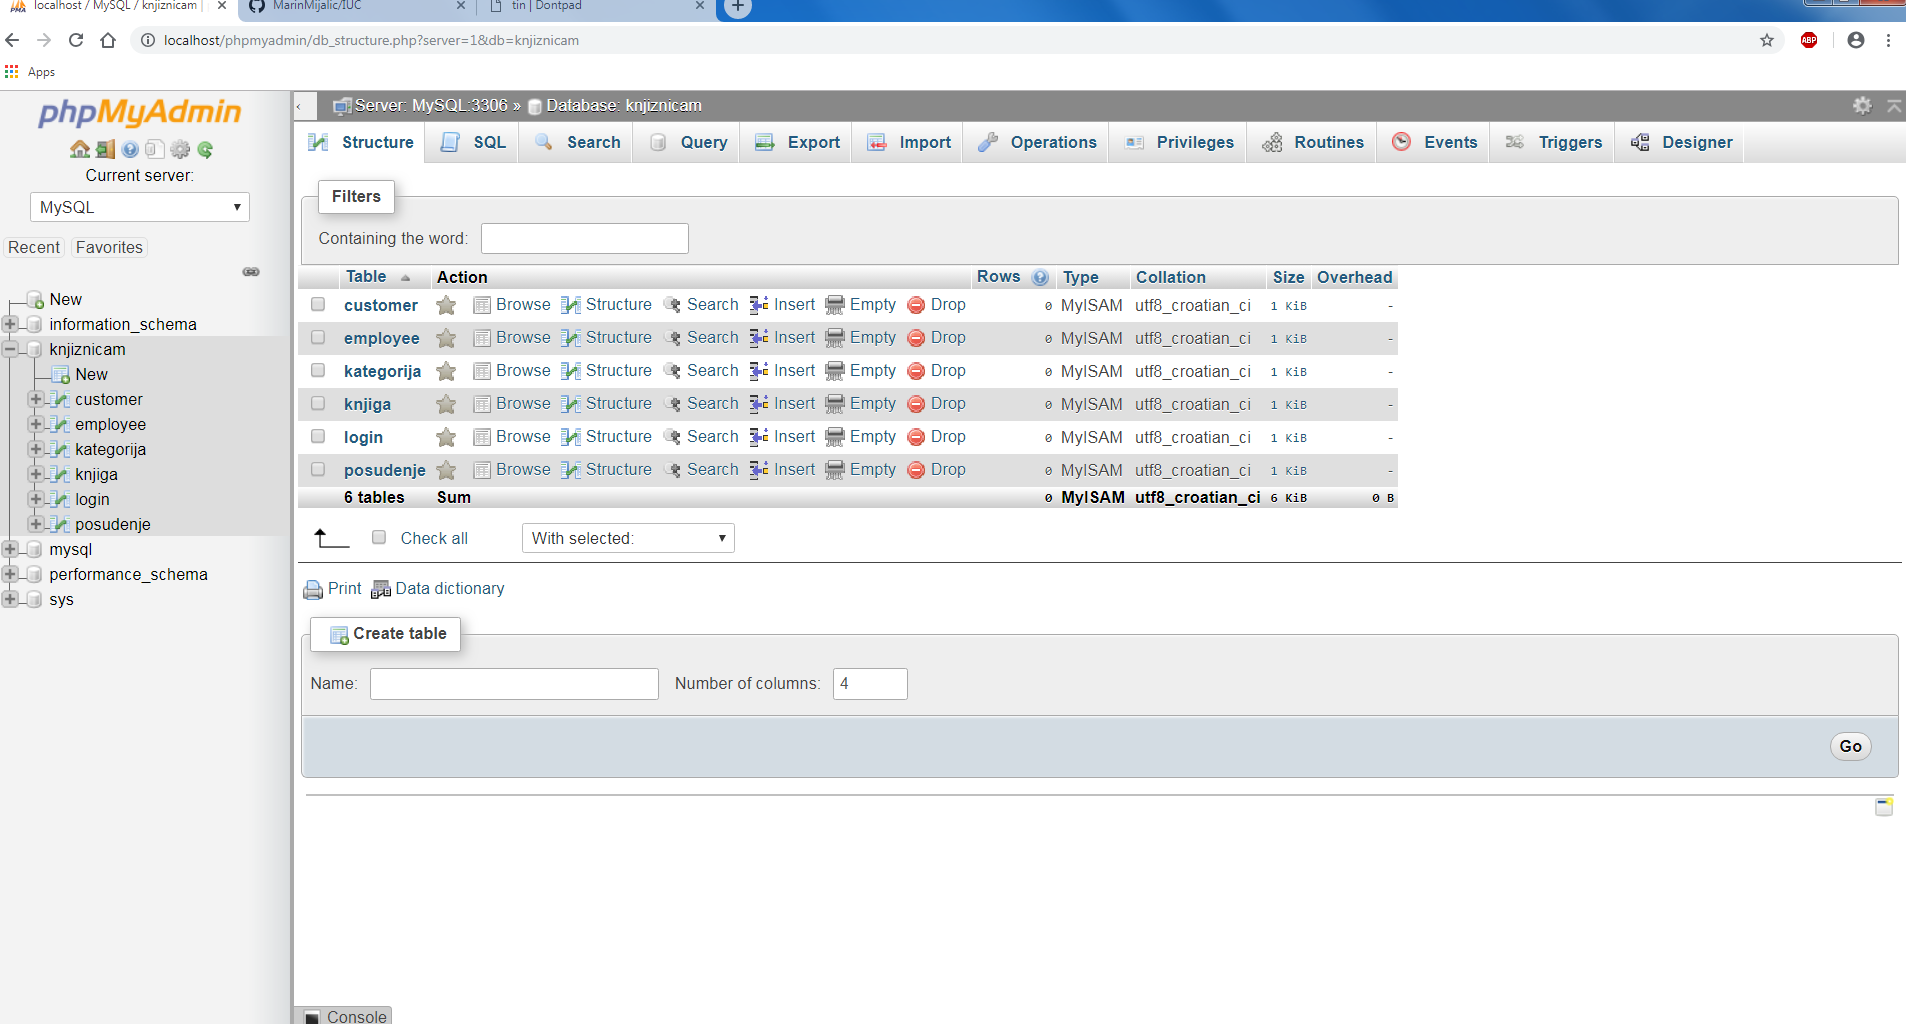 localhost / MySQL / knjiznicam |
MarinMijalic/IUC
tin | Dontpad
localhost/phpmyadmin/db_structure.php?server=1&db=knjiznicam
ABP
Apps
phpMyAdmin
Current server:
MySQL
Recent Favorites
New
information_schema
knjiznicam
New
customer
employee
kategorija
knjiga
login
posudenje
mysql
performance_schema
sys
Server: MySQL:3306 » Database: knjiznicam
Structure SQL Search Query Export Import Operations Privileges Routines Events Triggers Designer
Filters
Containing the word:
Table Action Rows Type Collation Size Overhead
customer Browse Structure Search Insert Empty Drop 0 MyISAM utf8_croatian_ci 1 KiB -
employee Browse Structure Search Insert Empty Drop 0 MyISAM utf8_croatian_ci 1 KiB -
kategorija Browse Structure Search Insert Empty Drop 0 MyISAM utf8_croatian_ci 1 KiB -
knjiga Browse Structure Search Insert Empty Drop 0 MyISAM utf8_croatian_ci 1 KiB -
login Browse Structure Search Insert Empty Drop 0 MyISAM utf8_croatian_ci 1 KiB -
posudenje Browse Structure Search Insert Empty Drop 0 MyISAM utf8_croatian_ci 1 KiB -
6 tables Sum 0 MyISAM utf8_croatian_ci 6 KiB 0 B
Check all With selected:
Print Data dictionary
Create table
Name: Number of columns: 4
Go
Console